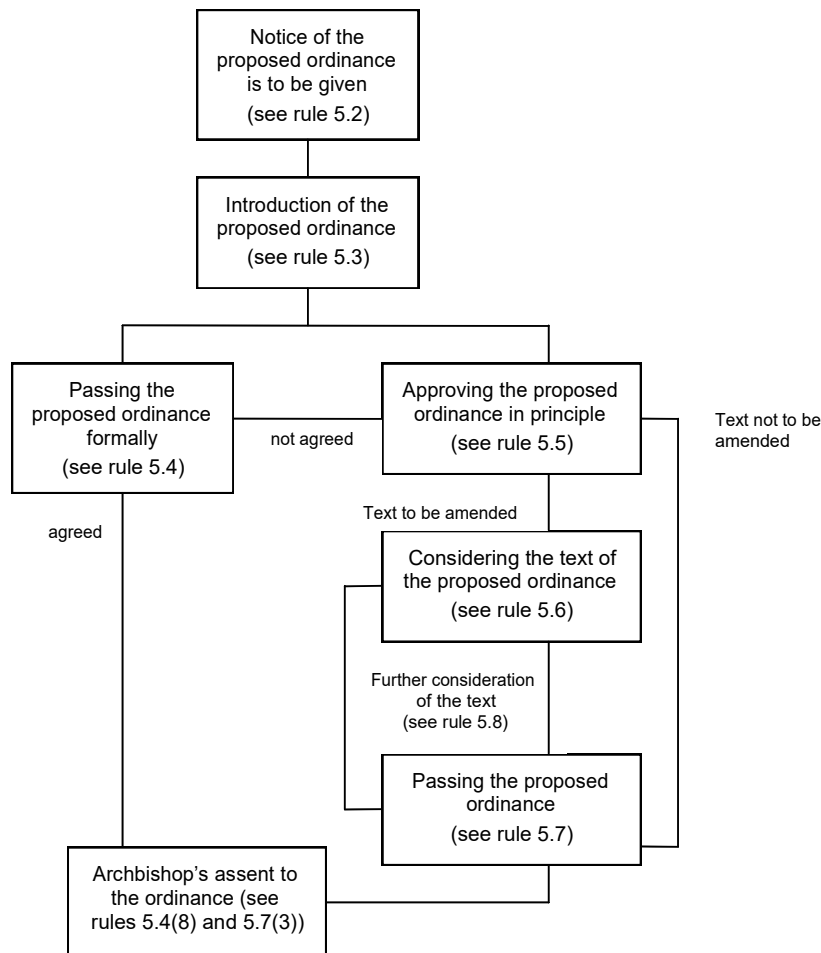 Notice of the
proposed ordinance
is to be given
(see rule 5.2)
Introduction of the
proposed ordinance
(see rule 5.3)
Passing the
proposed ordinance
formally
(see rule 5.4)
not agreed
Approving the proposed
ordinance in principle
(see rule 5.5)
Text not to be
amended
agreed
Text to be amended
Considering the text of
the proposed ordinance
(see rule 5.6)
Further consideration
of the text
(see rule 5.8)
Passing the proposed
ordinance
(see rule 5.7)
Archbishop’s assent to
the ordinance (see
rules 5.4(8) and 5.7(3))